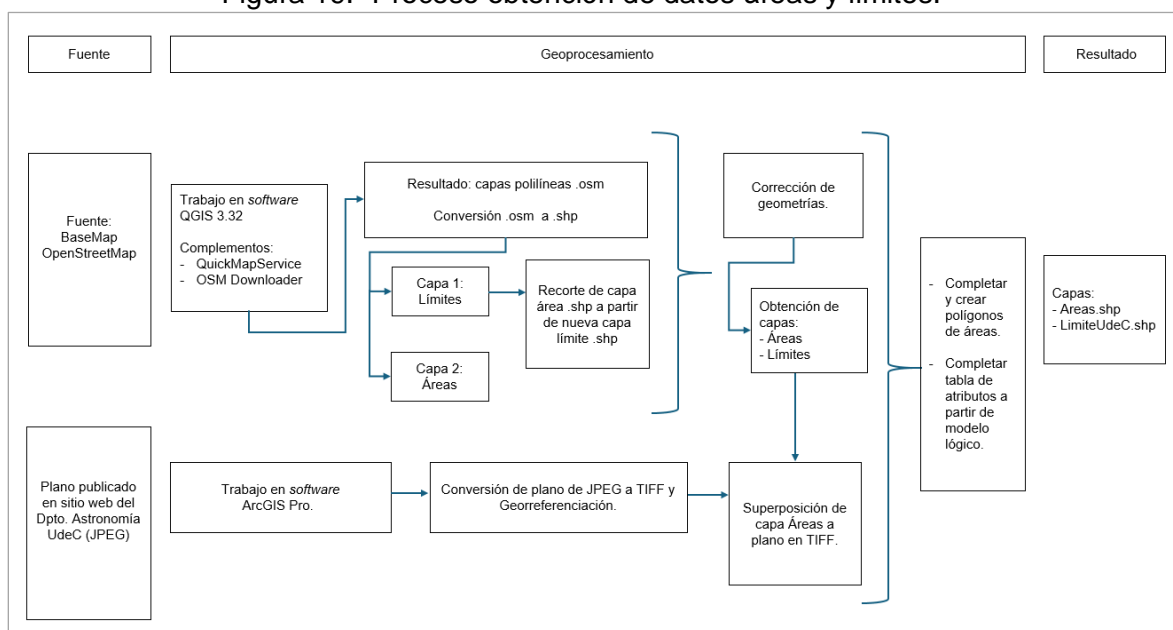 Figura 10. Proceso obtención de datos áreas y límites.
Fuente
Geoprocesamiento
Resultado
Fuente:
BaseMap
OpenStreetMap
Trabajo en software
QGIS 3.32
Complementos:
- QuickMapService
- OSM Downloader
Resultado: capas polilíneas .osm
Conversión .osm a .shp
Capa 1:
Límites
Recorte de capa
área .shp a partir
de nueva capa
límite .shp
Capa 2:
Áreas
Corrección de
geometrías.
Obtención de
capas:
- Áreas
- Límites
- Completar
y crear
polígonos
de áreas.
- Completar
tabla de
atributos a
partir de
modelo
lógico.
Capas:
- Areas.shp
- LimiteUdeC.shp
Plano publicado
en sitio web del
Dpto. Astronomía
UdeC (JPEG)
Trabajo en software
ArcGIS Pro.
Conversión de plano de JPEG a TIFF y
Georreferenciación.
Superposición de
capa Áreas a
plano en TIFF.